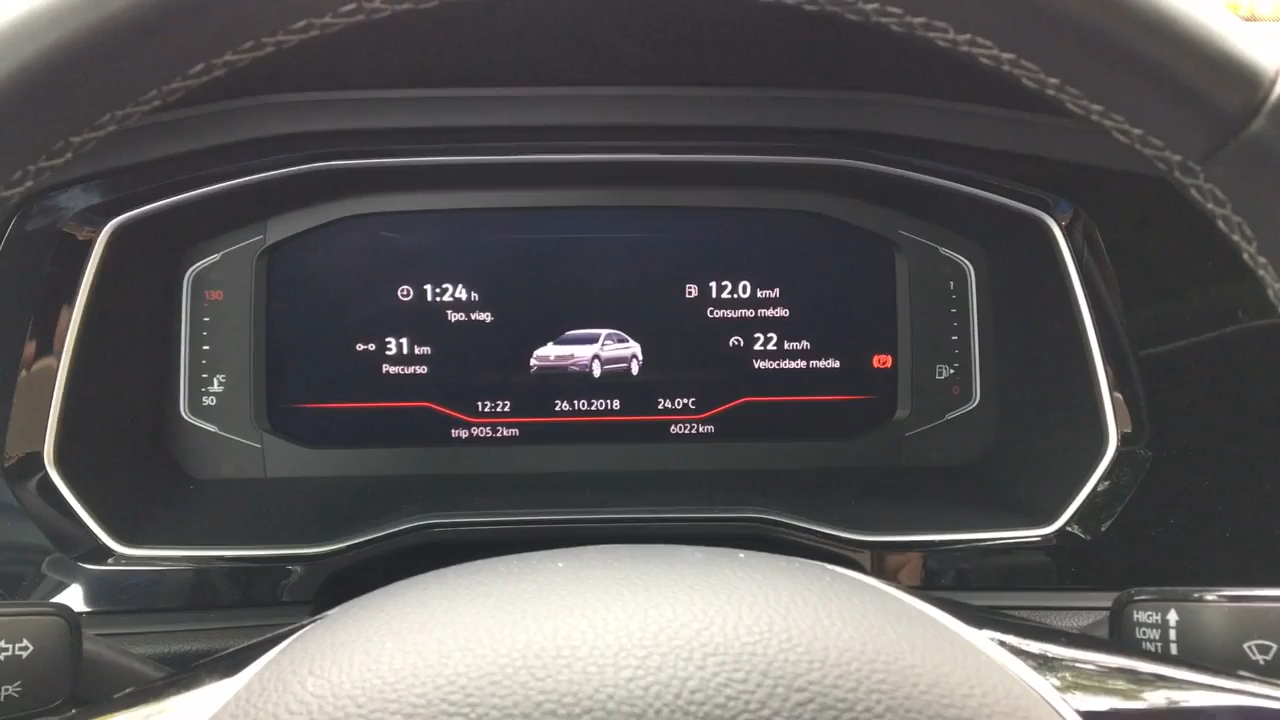 130
50
°C
1:24 h
Tpo. viag.
31 km
Percurso
12.0 km/l
Consumo médio
22 km/h
Velocidade média
(P)
1
0
12:22
26.10.2018
24.0°C
trip 905.2km
6022km
HIGH
LOW
INT
P